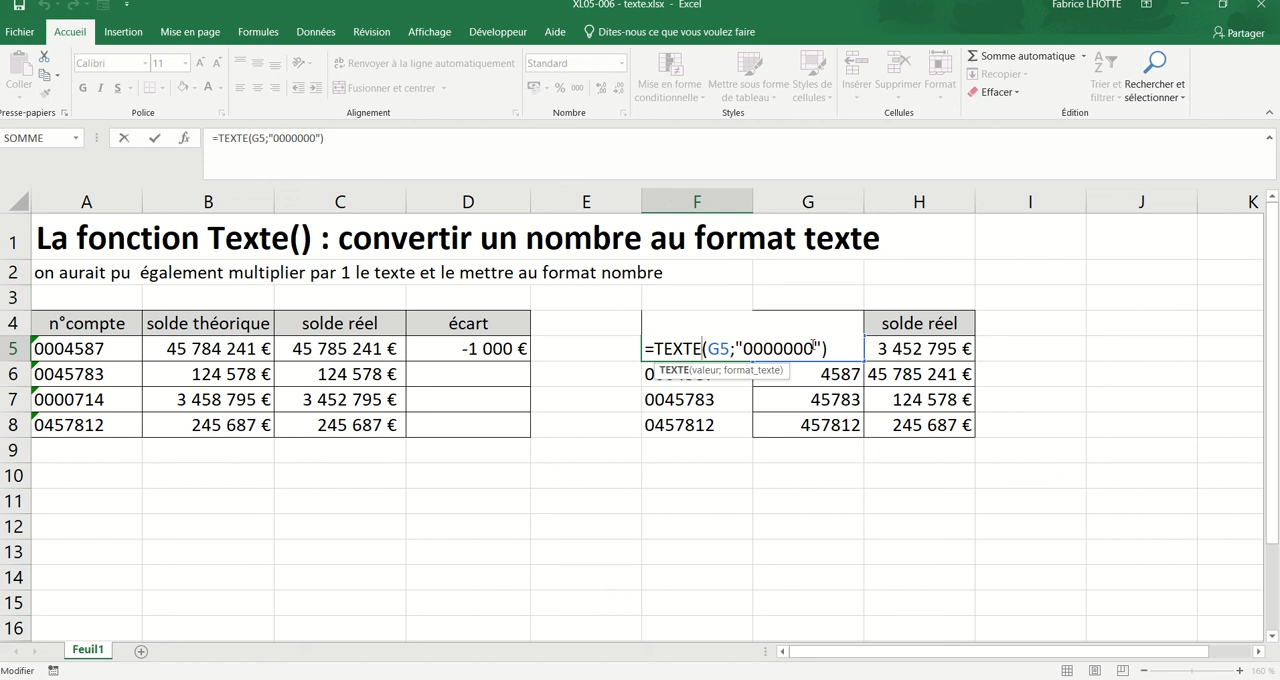 XL05-006 - texte.xlsx - Excel
Fabrice LHOTTE
Fichier Accueil Insertion Mise en page Formules Données Révision Affichage Développeur Aide Dites-nous ce que vous voulez faire Partager
Coller
Calibri 11
Renvoyer à la ligne automatiquement
Standard
G I S
Fusionner et centrer
% 000
Mise en forme conditionnelle
Mettre sous forme de tableau
Styles de cellules
Insérer Supprimer Format
Somme automatique
Recopier
Effacer
Trier et filtrer
Rechercher et sélectionner
Presse-papiers Police Alignement Nombre Styles Cellules Édition
SOMME fx =TEXTE(G5;"0000000")
A B C D E F G H I J K
1 La fonction Texte() : convertir un nombre au format texte
2 on aurait pu également multiplier par 1 le texte et le mettre au format nombre
3
4 n°compte solde théorique solde réel écart solde réel
5 0004587 45 784 241 € 45 785 241 € -1 000 € =TEXTE(G5;"0000000") 3 452 795 €
TEXTE(valeur; format_texte)
6 0045783 124 578 € 124 578 € 4587 45 785 241 €
7 0000714 3 458 795 € 3 452 795 € 0045783 45783 124 578 €
8 0457812 245 687 € 245 687 € 0457812 457812 245 687 €
9
10
11
12
13
14
15
16
Feuil1
Modifier
160 %